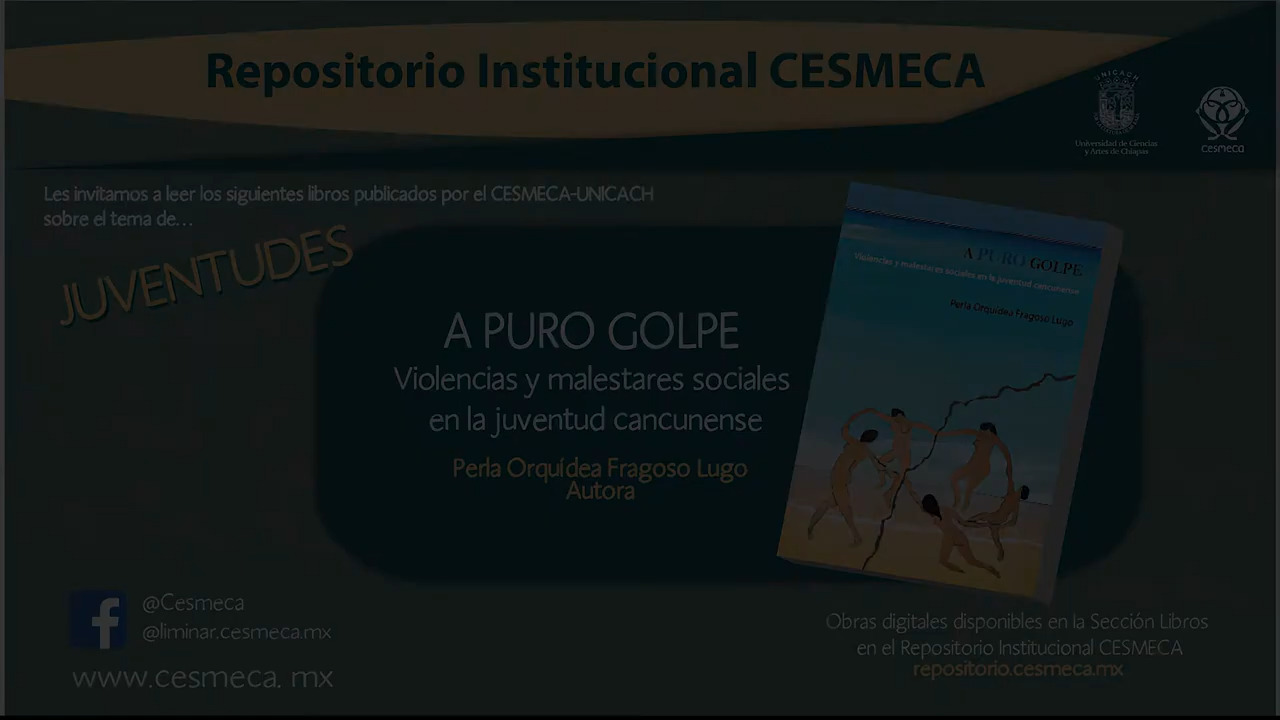 Repositorio Institucional CESMECA
UNICACH
Universidad de Ciencias
y Artes de Chiapas
cesmeca
Les invitamos a leer los siguientes libros publicados por el CESMECA-UNICACH
sobre el tema de...
JUVENTUDES
A PURO GOLPE
Violencias y malestares sociales en la juventud cancunense
Perla Orquídea Fragoso Lugo
A PURO GOLPE
Violencias y malestares sociales
en la juventud cancunense
Perla Orquídea Fragoso Lugo
Autora
@Cesmeca
@liminar.cesmeca.mx
www.cesmeca. mx
Obras digitales disponibles en la Sección Libros
en el Repositorio Institucional CESMECA
repositorio.cesmeca.mx